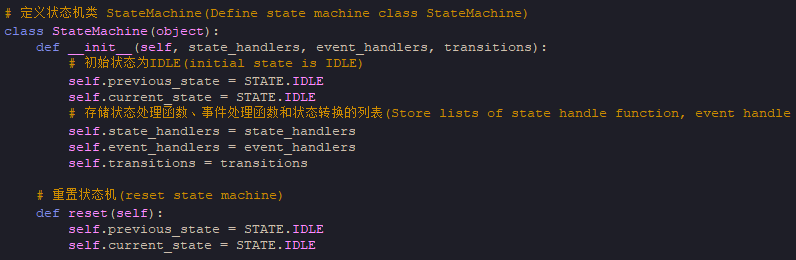 # 定义状态机类 StateMachine(Define state machine class StateMachine)
class StateMachine(object):
    def __init__(self, state_handlers, event_handlers, transitions):
        # 初始状态为IDLE(initial state is IDLE)
        self.previous_state = STATE.IDLE
        self.current_state = STATE.IDLE
        # 存储状态处理函数、事件处理函数和状态转换的列表(Store lists of state handle function, event handle
        self.state_handlers = state_handlers
        self.event_handlers = event_handlers
        self.transitions = transitions
    # 重置状态机(reset state machine)
    def reset(self):
        self.previous_state = STATE.IDLE
        self.current_state = STATE.IDLE